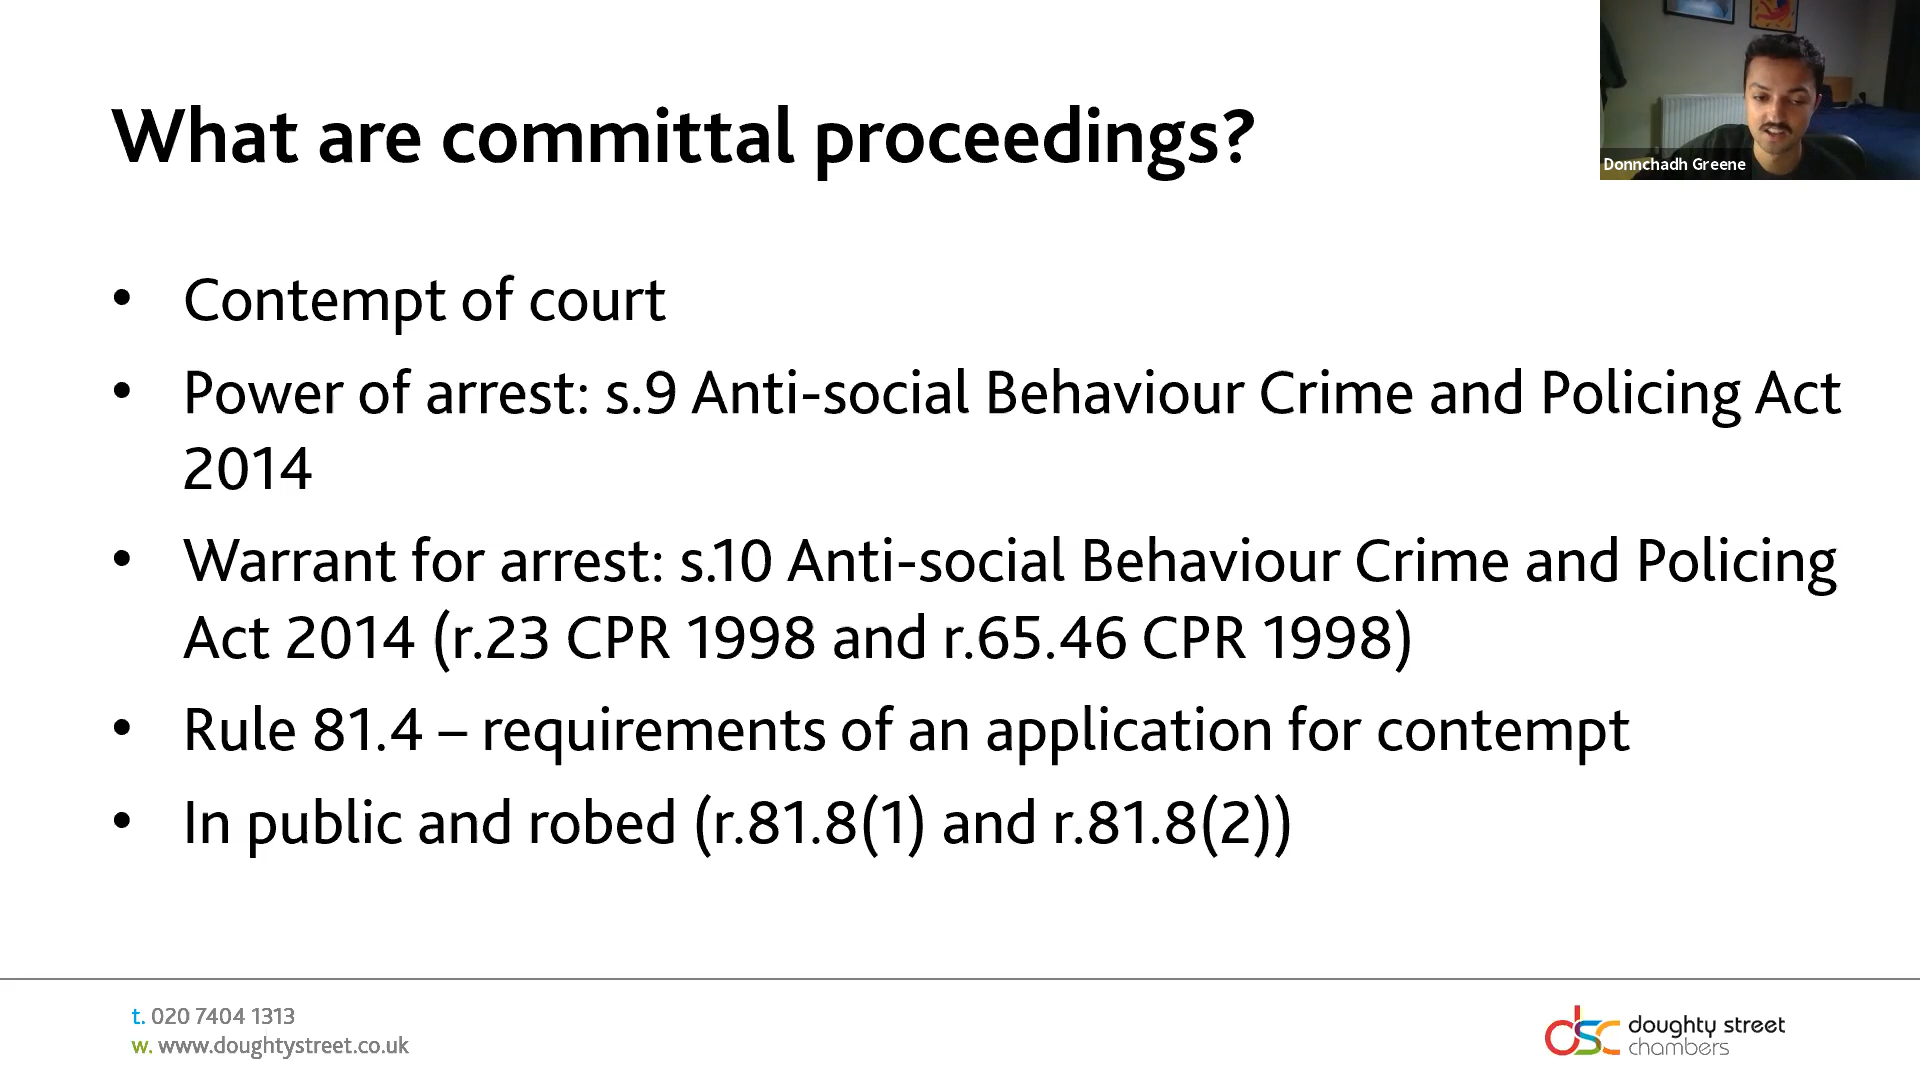 What are committal proceedings?
Donnchadh Greene
• Contempt of court
• Power of arrest: s.9 Anti-social Behaviour Crime and Policing Act
2014
• Warrant for arrest: s.10 Anti-social Behaviour Crime and Policing
Act 2014 (r.23 CPR 1998 and r.65.46 CPR 1998)
• Rule 81.4 – requirements of an application for contempt
• In public and robed (r.81.8(1) and r.81.8(2))
t. 020 7404 1313
w. www.doughtystreet.co.uk
dsc doughty street
chambers